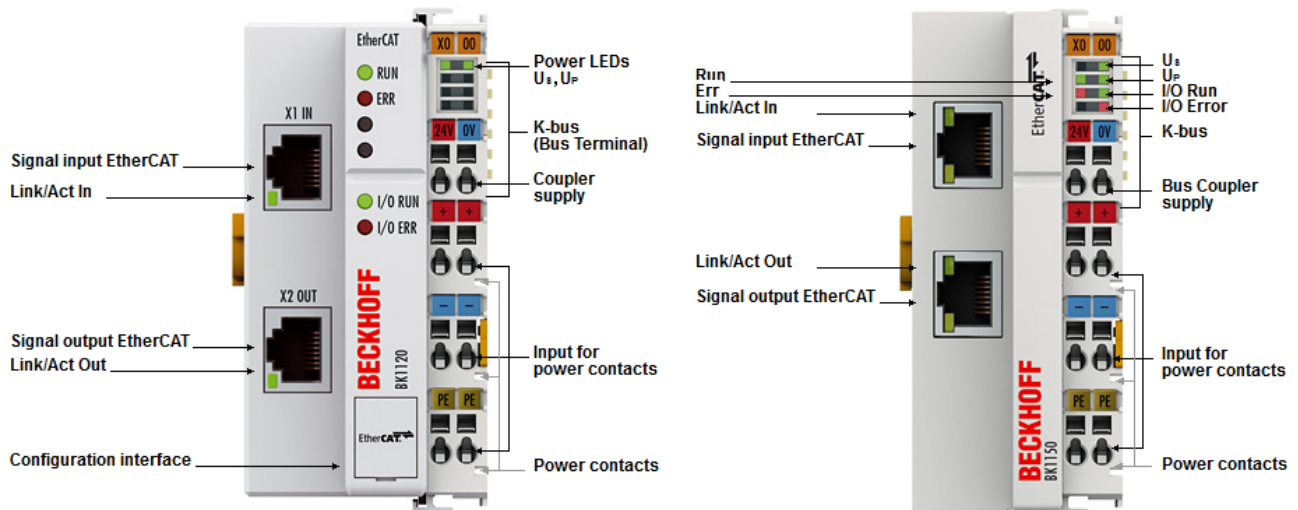 EtherCAT
X0 00
RUN
ERR
Power LEDs
Us, UP
X1 IN
24V 0V
K-bus
(Bus Terminal)
Signal input EtherCAT
Link/Act In
Coupler
supply
I/O RUN
I/O ERR
+ +
X2 OUT
BECKHOFF
BK1120
- -
Signal output EtherCAT
Link/Act Out
Input for
power contacts
PE PE
EtherCAT
Configuration interface
Power contacts
X0 00
EtherCAT
Run
Err
Link/Act In
Signal input EtherCAT
Us
UP
I/O Run
I/O Error
K-bus
24V 0V
Bus Coupler
supply
+ +
Link/Act Out
Signal output EtherCAT
- -
Input for
power contacts
BECKHOFF
BK1150
PE PE
Power contacts